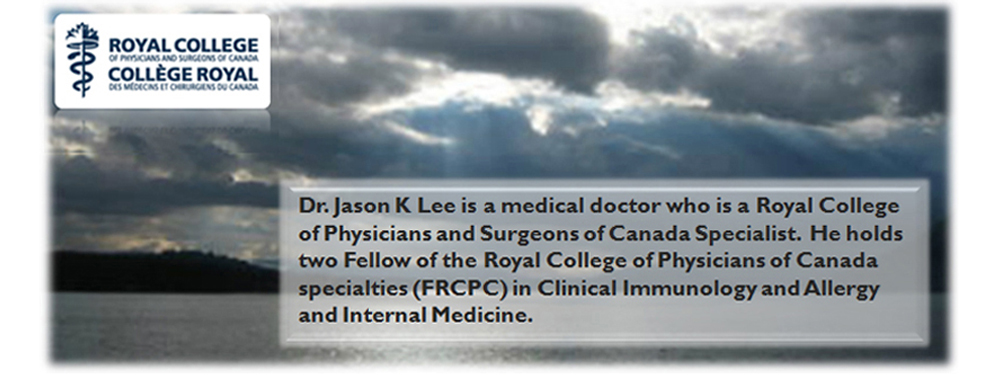 ROYAL COLLEGE
OF PHYSICIANS AND SURGEONS OF CANADA
COLLÈGE ROYAL
DES MÉDECINS ET CHIRURGIENS DU CANADA
Dr. Jason K Lee is a medical doctor who is a Royal College
of Physicians and Surgeons of Canada Specialist.  He holds
two Fellow of the Royal College of Physicians of Canada
specialties (FRCPC) in Clinical Immunology and Allergy
and Internal Medicine.